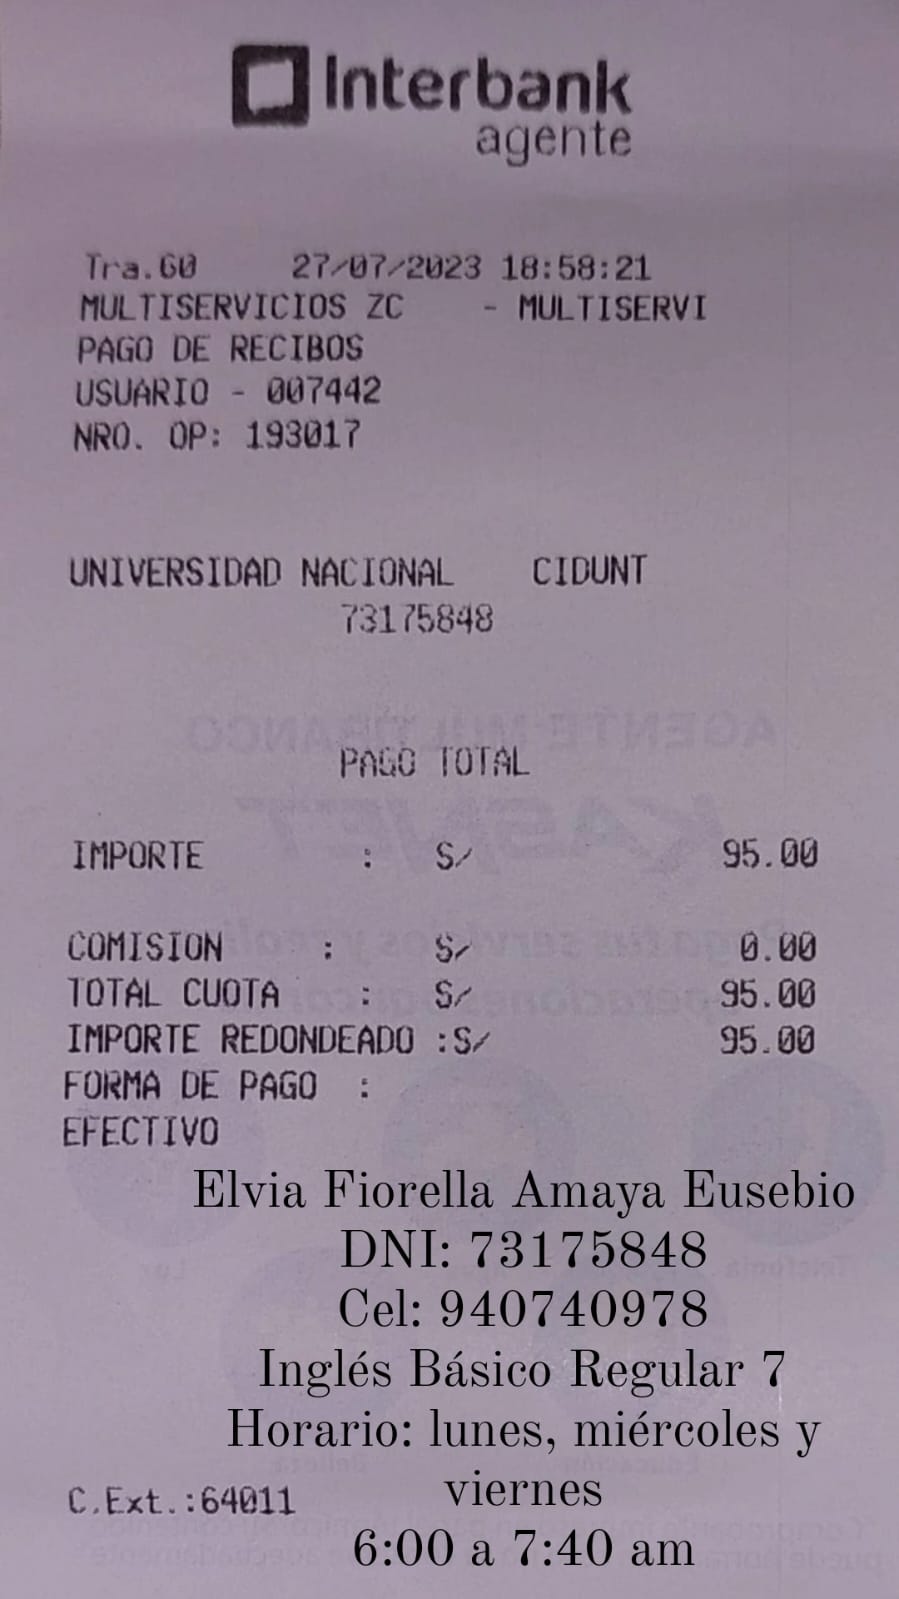 Interbank
agente
Tra.60 27/07/2023 18:58:21
MULTISERVICIOS ZC - MULTISERVI
PAGO DE RECIBOS
USUARIO - 007442
NRO. OP: 193017
UNIVERSIDAD NACIONAL CIDUNT
73175848
AGENTE MULTIBANCO
PAGO TOTAL
KASNET
IMPORTE : S/ 95.00
COMISION : S/ 0.00
TOTAL CUOTA : S/ 95.00
IMPORTE REDONDEADO :S/ 95.00
FORMA DE PAGO :
EFECTIVO
Elvia Fiorella Amaya Eusebio
DNI: 73175848
Cel: 940740978
Inglés Básico Regular 7
Horario: lunes, miércoles y
viernes
C.Ext.:64011
6:00 a 7:40 am